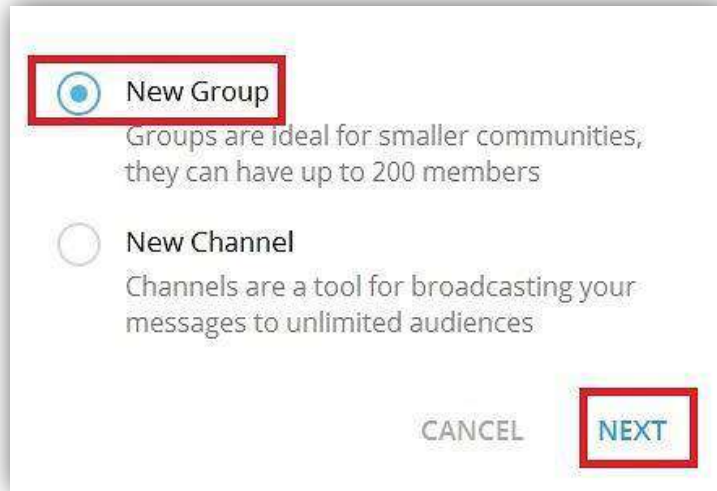 New Group
Groups are ideal for smaller communities,
they can have up to 200 members
New Channel
Channels are a tool for broadcasting your
messages to unlimited audiences
CANCEL NEXT